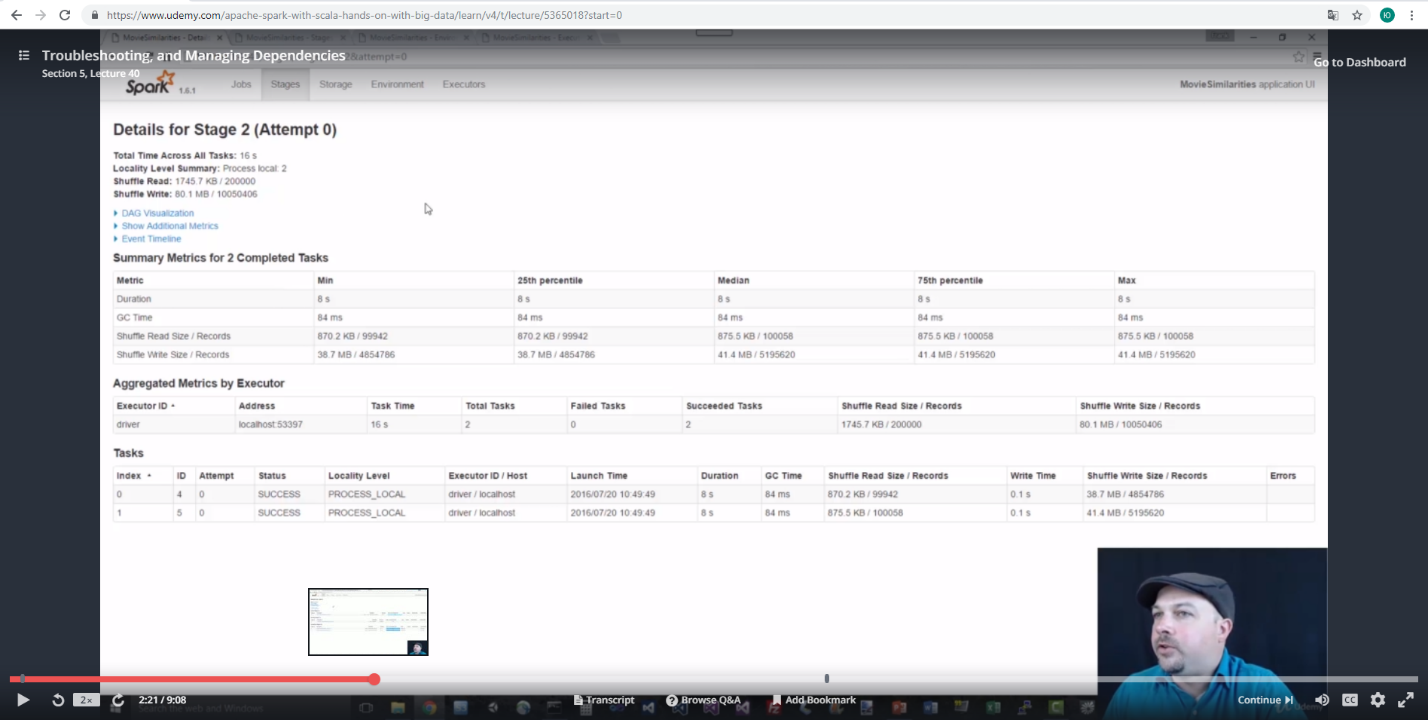 https://www.udemy.com/apache-spark-with-scala-hands-on-with-big-data/learn/v4/t/lecture/5365018?start=0
Ю
Troubleshooting, and Managing Dependencies
Section 5, Lecture 40
Go to Dashboard
MovieSimilarities - Detai
MovieSimilarities - Stage
MovieSimilarities - Envir
MovieSimilarities - Exec
&attempt=0
Spark 1.6.1 Jobs Stages Storage Environment Executors MovieSimilarities application UI
Details for Stage 2 (Attempt 0)
Total Time Across All Tasks: 16 s
Locality Level Summary: Process local: 2
Shuffle Read: 1745.7 KB / 200000
Shuffle Write: 80.1 MB / 10050406
DAG Visualization
Show Additional Metrics
Event Timeline
Summary Metrics for 2 Completed Tasks
Metric Min 25th percentile Median 75th percentile Max
Duration 8 s 8 s 8 s 8 s 8 s
GC Time 84 ms 84 ms 84 ms 84 ms 84 ms
Shuffle Read Size / Records 870.2 KB / 99942 870.2 KB / 99942 875.5 KB / 100058 875.5 KB / 100058 875.5 KB / 100058
Shuffle Write Size / Records 38.7 MB / 4854786 38.7 MB / 4854786 41.4 MB / 5195620 41.4 MB / 5195620 41.4 MB / 5195620
Aggregated Metrics by Executor
Executor ID Address Task Time Total Tasks Failed Tasks Succeeded Tasks Shuffle Read Size / Records Shuffle Write Size / Records
driver localhost:53397 16 s 2 0 2 1745.7 KB / 200000 80.1 MB / 10050406
Tasks
Index ID Attempt Status Locality Level Executor ID / Host Launch Time Duration GC Time Shuffle Read Size / Records Write Time Shuffle Write Size / Records Errors
0 4 0 SUCCESS PROCESS_LOCAL driver / localhost 2016/07/20 10:49:49 8 s 84 ms 870.2 KB / 99942 0.1 s 38.7 MB / 4854786
1 5 0 SUCCESS PROCESS_LOCAL driver / localhost 2016/07/20 10:49:49 8 s 84 ms 875.5 KB / 100058 0.1 s 41.4 MB / 5195620
2x 2:21 / 9:08 Transcript Browse Q&A Add Bookmark Continue CC
Search the web and Windows